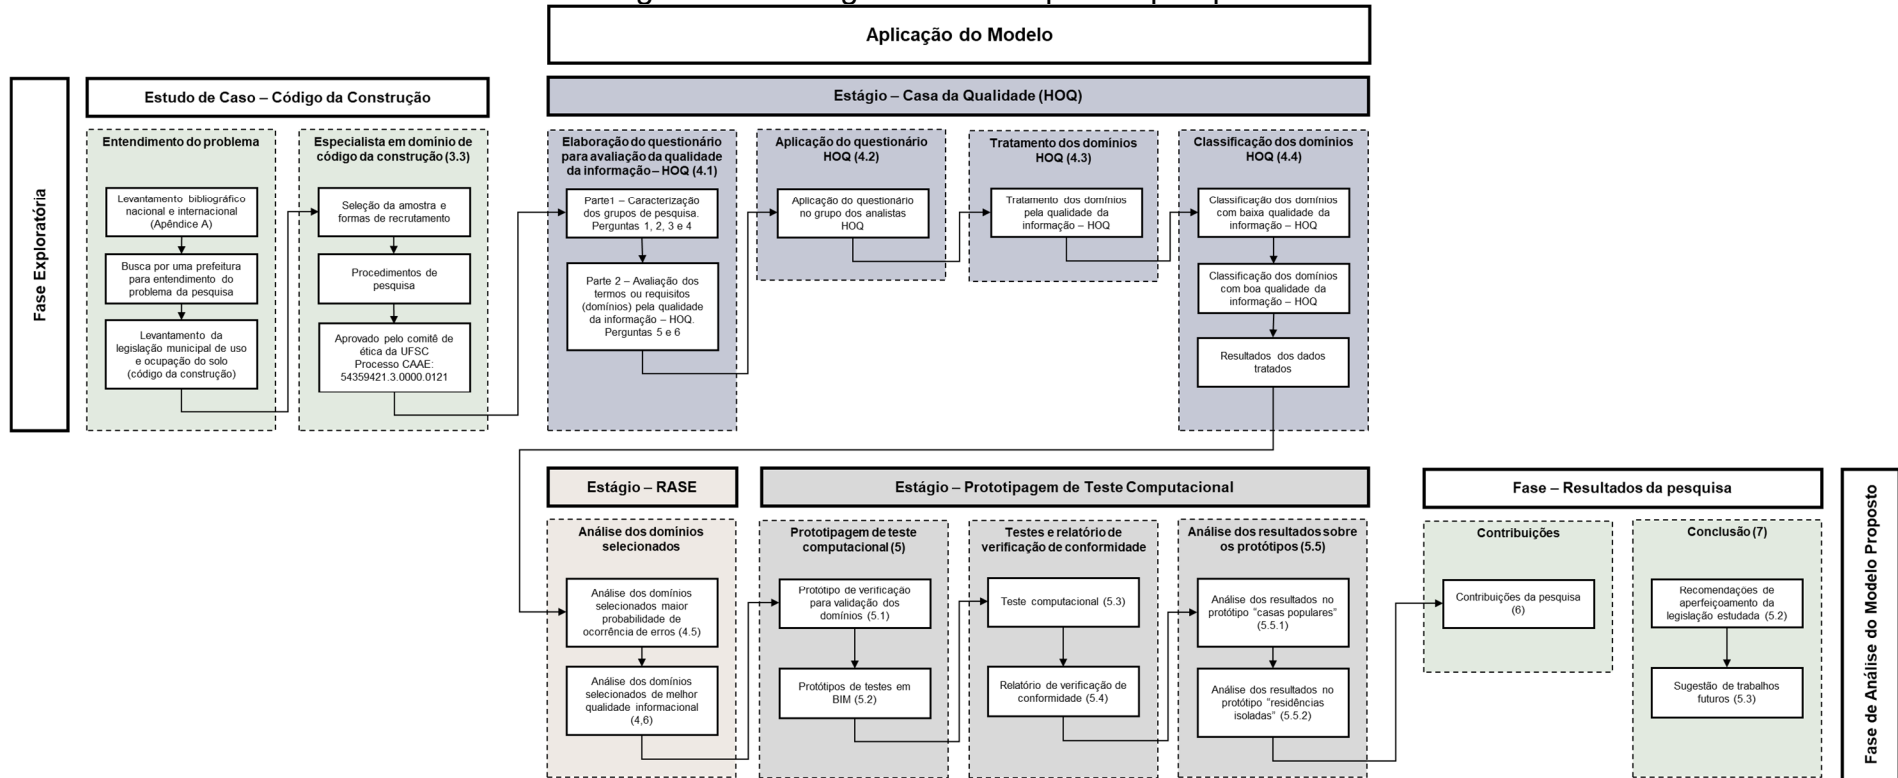 Aplicação do Modelo
Fase Exploratória
Estudo de Caso – Código da Construção
Estágio – Casa da Qualidade (HOQ)
Entendimento do problema
Levantamento bibliográfico
nacional e internacional
(Apêndice A)
Busca por uma prefeitura
para entendimento do
problema da pesquisa
Levantamento da
legislação municipal de uso
e ocupação do solo
(código da construção)
Especialista em domínio de
código da construção (3.3)
Seleção da amostra e
formas de recrutamento
Procedimentos de
pesquisa
Aprovado pelo comitê de
ética da UFSC
Processo CAAE:
54359421.3.0000.0121
Elaboração do questionário
para avaliação da qualidade
da informação – HOQ (4.1)
Parte1 – Caracterização
dos grupos de pesquisa.
Perguntas 1, 2, 3 e 4
Parte 2 – Avaliação dos
termos ou requisitos
(domínios) pela qualidade
da informação – HOQ.
Perguntas 5 e 6
Aplicação do questionário
HOQ (4.2)
Aplicação do questionário
no grupo dos analistas
HOQ
Tratamento dos domínios
HOQ (4.3)
Tratamento dos domínios
pela qualidade da
informação – HOQ
Classificação dos domínios
HOQ (4.4)
Classificação dos domínios
com baixa qualidade da
informação – HOQ
Classificação dos domínios
com boa qualidade da
informação – HOQ
Resultados dos dados
tratados
Estágio – RASE
Análise dos domínios
selecionados
Análise dos domínios
selecionados maior
probabilidade de
ocorrência de erros (4.5)
Análise dos domínios
selecionados de melhor
qualidade informacional
(4,6)
Estágio – Prototipagem de Teste Computacional
Prototipagem de teste
computacional (5)
Protótipo de verificação
para validação dos
domínios (5.1)
Protótipos de testes em
BIM (5.2)
Testes e relatório de
verificação de conformidade
Teste computacional (5.3)
Relatório de verificação de
conformidade (5.4)
Análise dos resultados sobre
os protótipos (5.5)
Análise dos resultados no
protótipo "casas populares"
(5.5.1)
Análise dos resultados no
protótipo "residências
isoladas" (5.5.2)
Fase – Resultados da pesquisa
Contribuições
Contribuições da pesquisa
(6)
Conclusão (7)
Recomendações de
aperfeiçoamento da
legislação estudada (5.2)
Sugestão de trabalhos
futuros (5.3)
Fase de Análise do Modelo Proposto